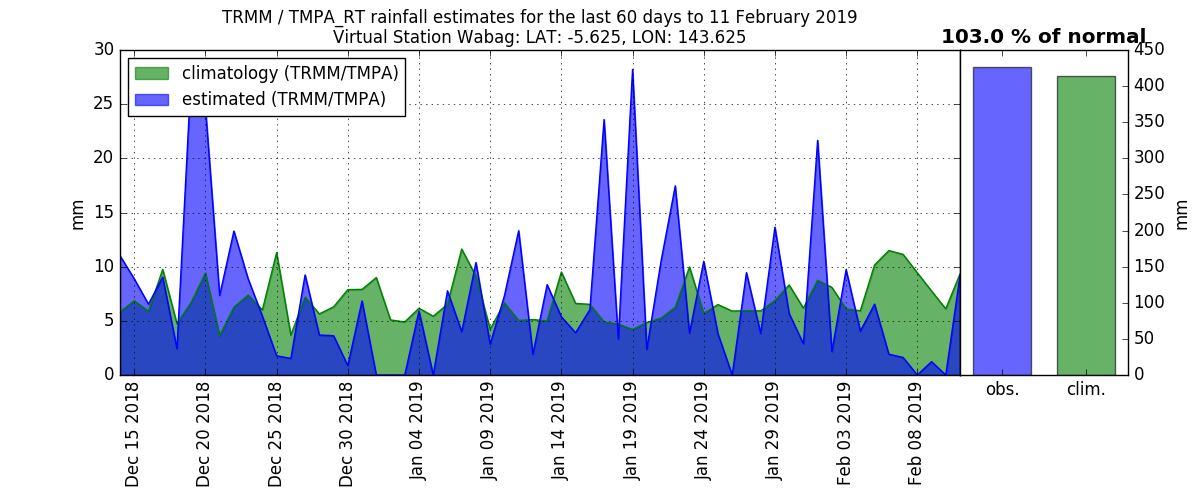 TRMM / TMPA_RT rainfall estimates for the last 60 days to 11 February 2019
Virtual Station Wabag: LAT: -5.625, LON: 143.625
103.0 % of normal
climatology (TRMM/TMPA)
estimated (TRMM/TMPA)
30
25
20
15
10
5
0
mm
Dec 15 2018
Dec 20 2018
Dec 25 2018
Dec 30 2018
Jan 04 2019
Jan 09 2019
Jan 14 2019
Jan 19 2019
Jan 24 2019
Jan 29 2019
Feb 03 2019
Feb 08 2019
450
400
350
300
250
200
150
100
50
0
mm
obs.
clim.